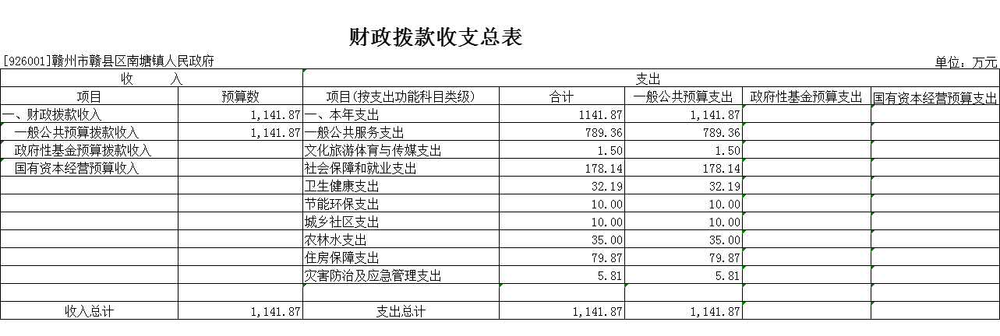 财政拨款收支总表
[926001]赣州市赣县区南塘镇人民政府 单位：万元
收 入 支出
项目 预算数 项目(按支出功能科目类级) 合计 一般公共预算支出 政府性基金预算支出 国有资本经营预算支出
一、财政拨款收入 1,141.87 一、本年支出 1141.87 1,141.87
一般公共预算拨款收入 1,141.87 一般公共服务支出 789.36 789.36
政府性基金预算拨款收入 文化旅游体育与传媒支出 1.50 1.50
国有资本经营预算收入 社会保障和就业支出 178.14 178.14
卫生健康支出 32.19 32.19
节能环保支出 10.00 10.00
城乡社区支出 10.00 10.00
农林水支出 35.00 35.00
住房保障支出 79.87 79.87
灾害防治及应急管理支出 5.81 5.81
收入总计 1,141.87 支出总计 1,141.87 1,141.87